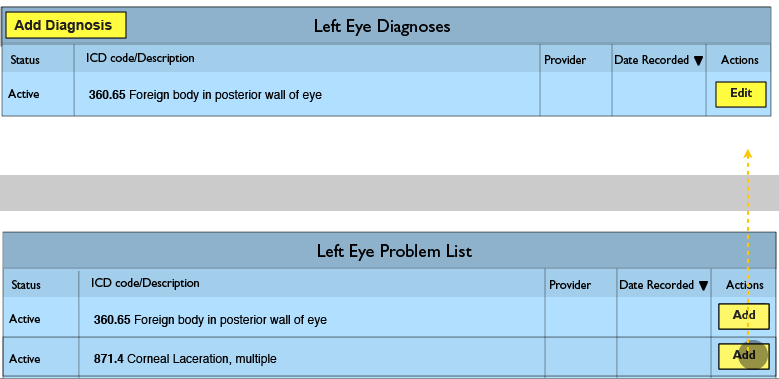 Add Diagnosis
Left Eye Diagnoses
Status ICD code/Description Provider Date Recorded ▼ Actions
Active 360.65 Foreign body in posterior wall of eye Edit
Left Eye Problem List
Status ICD code/Description Provider Date Recorded ▼ Actions
Active 360.65 Foreign body in posterior wall of eye Add
Active 871.4 Corneal Laceration, multiple Add